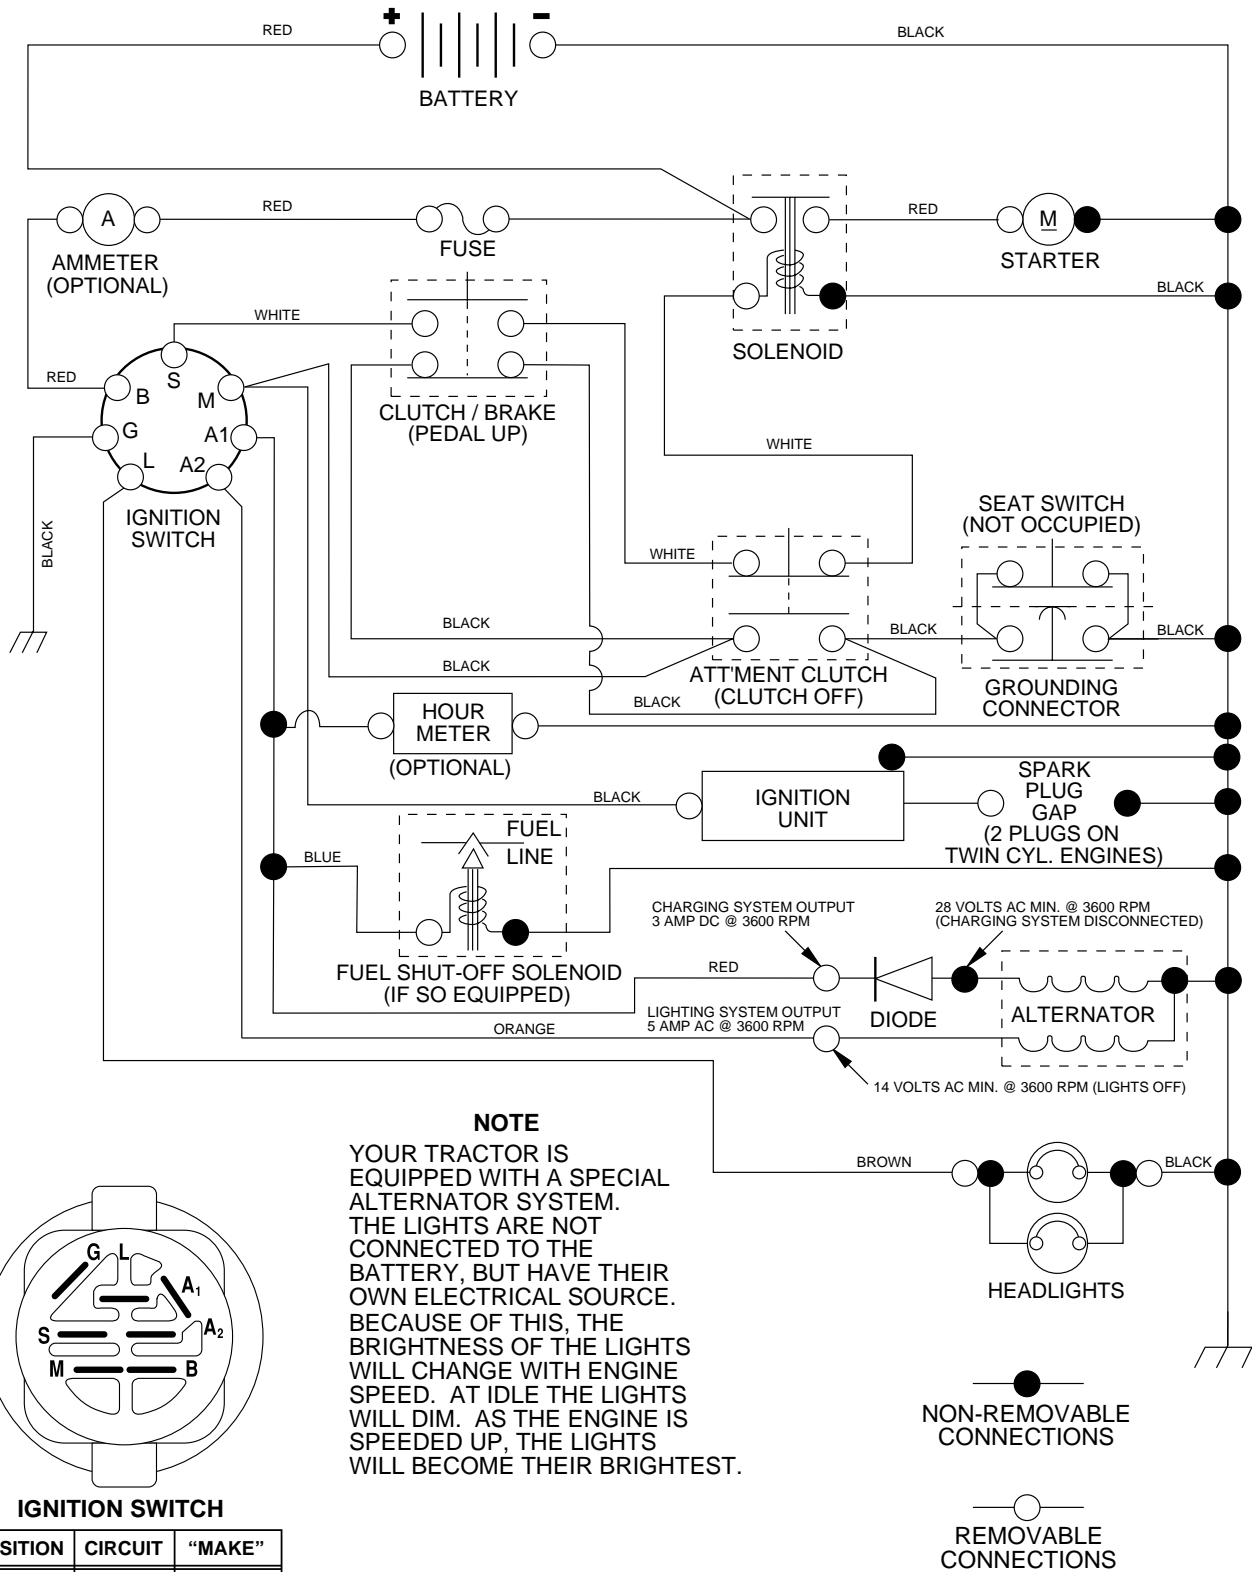 + −
RED
BLACK
BATTERY
A
RED
FUSE
RED
M
AMMETER
(OPTIONAL)
STARTER
BLACK
SOLENOID
WHITE
CLUTCH / BRAKE
(PEDAL UP)
RED
S
B
M
G
A1
L
A2
IGNITION
SWITCH
BLACK
WHITE
SEAT SWITCH
(NOT OCCUPIED)
WHITE
BLACK
BLACK
BLACK
BLACK
ATT'MENT CLUTCH
(CLUTCH OFF)
GROUNDING
CONNECTOR
BLACK
HOUR
METER
(OPTIONAL)
BLACK
IGNITION
UNIT
SPARK
PLUG
GAP
(2 PLUGS ON
TWIN CYL. ENGINES)
FUEL
LINE
BLUE
FUEL SHUT-OFF SOLENOID
(IF SO EQUIPPED)
CHARGING SYSTEM OUTPUT
3 AMP DC @ 3600 RPM
28 VOLTS AC MIN. @ 3600 RPM
(CHARGING SYSTEM DISCONNECTED)
RED
DIODE
ALTERNATOR
LIGHTING SYSTEM OUTPUT
5 AMP AC @ 3600 RPM
ORANGE
14 VOLTS AC MIN. @ 3600 RPM (LIGHTS OFF)
NOTE
YOUR TRACTOR IS
EQUIPPED WITH A SPECIAL
ALTERNATOR SYSTEM.
THE LIGHTS ARE NOT
CONNECTED TO THE
BATTERY, BUT HAVE THEIR
OWN ELECTRICAL SOURCE.
BECAUSE OF THIS, THE
BRIGHTNESS OF THE LIGHTS
WILL CHANGE WITH ENGINE
SPEED. AT IDLE THE LIGHTS
WILL DIM. AS THE ENGINE IS
SPEEDED UP, THE LIGHTS
WILL BECOME THEIR BRIGHTEST.
BROWN
BLACK
HEADLIGHTS
G L
A1
S
A2
M
B
IGNITION SWITCH
SITION CIRCUIT “MAKE”
NON-REMOVABLE
CONNECTIONS
REMOVABLE
CONNECTIONS